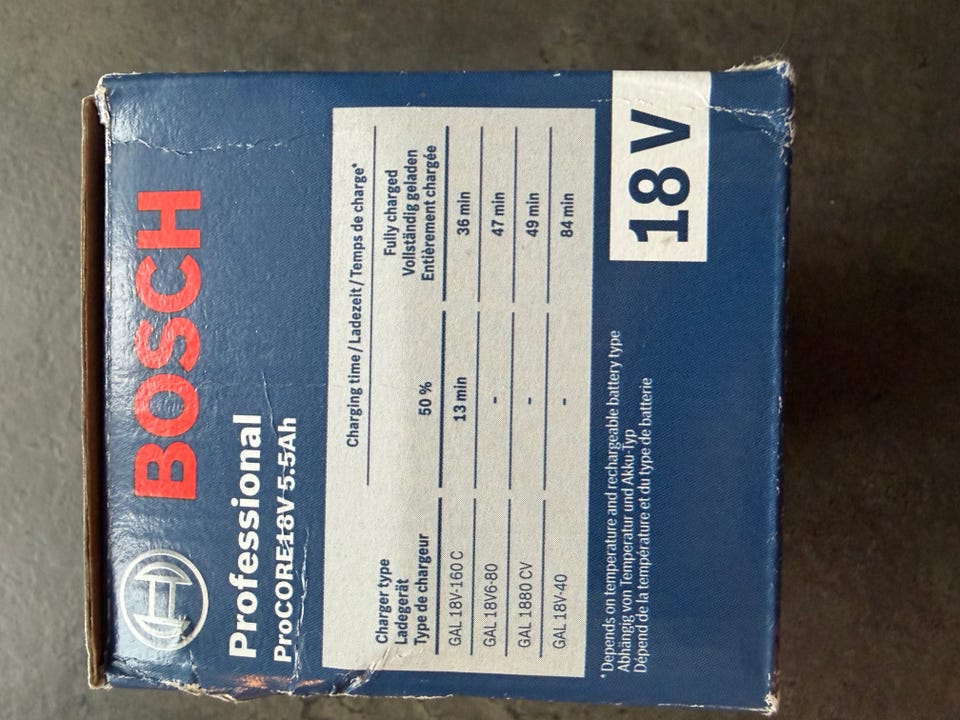 BOSCH
Professional
ProCORE18V 5.5Ah
Charging time / Ladezeit / Temps de charge*
Charger type
Ladegerät
Type de chargeur
50 %
Fully charged
Vollständig geladen
Entièrement chargée
GAL 18V-160 C 13 min 36 min
GAL 18V6-80 - 47 min
GAL 1880 CV - 49 min
GAL 18V-40 - 84 min
*Depends on temperature and rechargeable battery type
Abhängig von Temperatur und Akku-Typ
Dépend de la température et du type de batterie
18 V